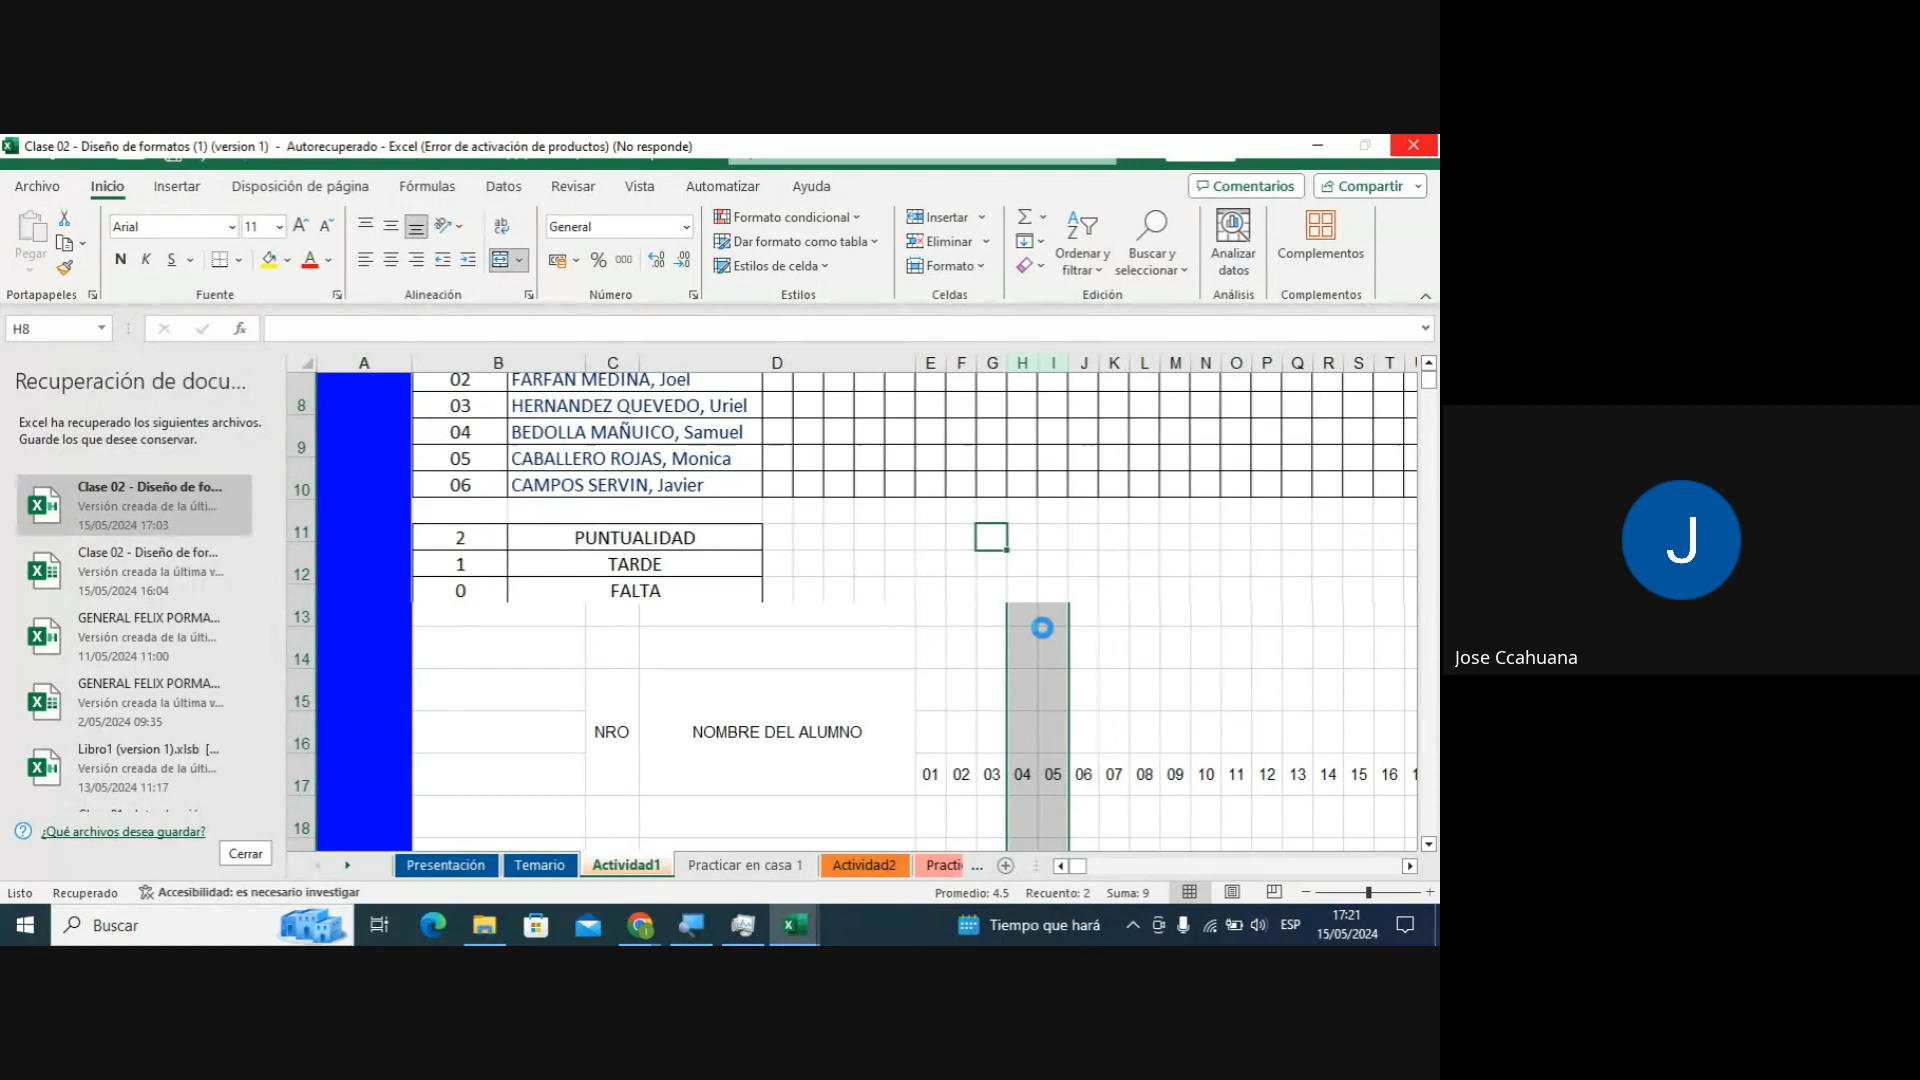 Clase 02 - Diseño de formatos (1) (version 1) - Autorecuperado - Excel (Error de activación de productos) (No responde)
Archivo Inicio Insertar Disposición de página Fórmulas Datos Revisar Vista Automatizar Ayuda Comentarios Compartir
Pegar
Portapapeles
Arial 11
N K S
Fuente
Alineación
General
% 000
Número
Formato condicional
Dar formato como tabla
Estilos de celda
Estilos
Insertar
Eliminar
Formato
Celdas
Ordenar y filtrar
Buscar y seleccionar
Edición
Analizar datos
Análisis
Complementos
Complementos
H8
fx
Recuperación de docu...
Excel ha recuperado los siguientes archivos.
Guarde los que desee conservar.
Clase 02 - Diseño de fo...
Versión creada de la últi...
15/05/2024 17:03
Clase 02 - Diseño de for...
Versión creada la última v...
15/05/2024 16:04
GENERAL FELIX PORMA...
Versión creada de la últi...
11/05/2024 11:00
GENERAL FELIX PORMA...
Versión creada la última v...
2/05/2024 09:35
Libro1 (version 1).xlsb [...
Versión creada de la últi...
13/05/2024 11:17
¿Qué archivos desea guardar?
Cerrar
A B C D E F G H I J K L M N O P Q R S T
8
9
10
11
12
13
14
15
16
17
18
02 FARFAN MEDINA, Joel
03 HERNANDEZ QUEVEDO, Uriel
04 BEDOLLA MAÑUICO, Samuel
05 CABALLERO ROJAS, Monica
06 CAMPOS SERVIN, Javier
2 PUNTUALIDAD
1 TARDE
0 FALTA
NRO NOMBRE DEL ALUMNO
01 02 03 04 05 06 07 08 09 10 11 12 13 14 15 16
Presentación Temario Actividad1 Practicar en casa 1 Actividad2 Practi ...
Listo Recuperado Accesibilidad: es necesario investigar Promedio: 4.5 Recuento: 2 Suma: 9
Buscar
Tiempo que hará
ESP
17:21
15/05/2024
J
Jose Ccahuana